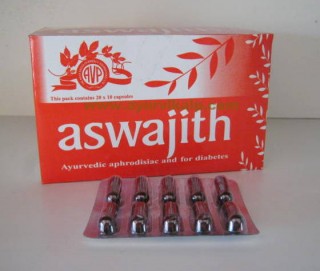 AVP
This pack contains 20 x 10 capsules
aswajith
Ayurvedic aphrodisiac and for diabetes